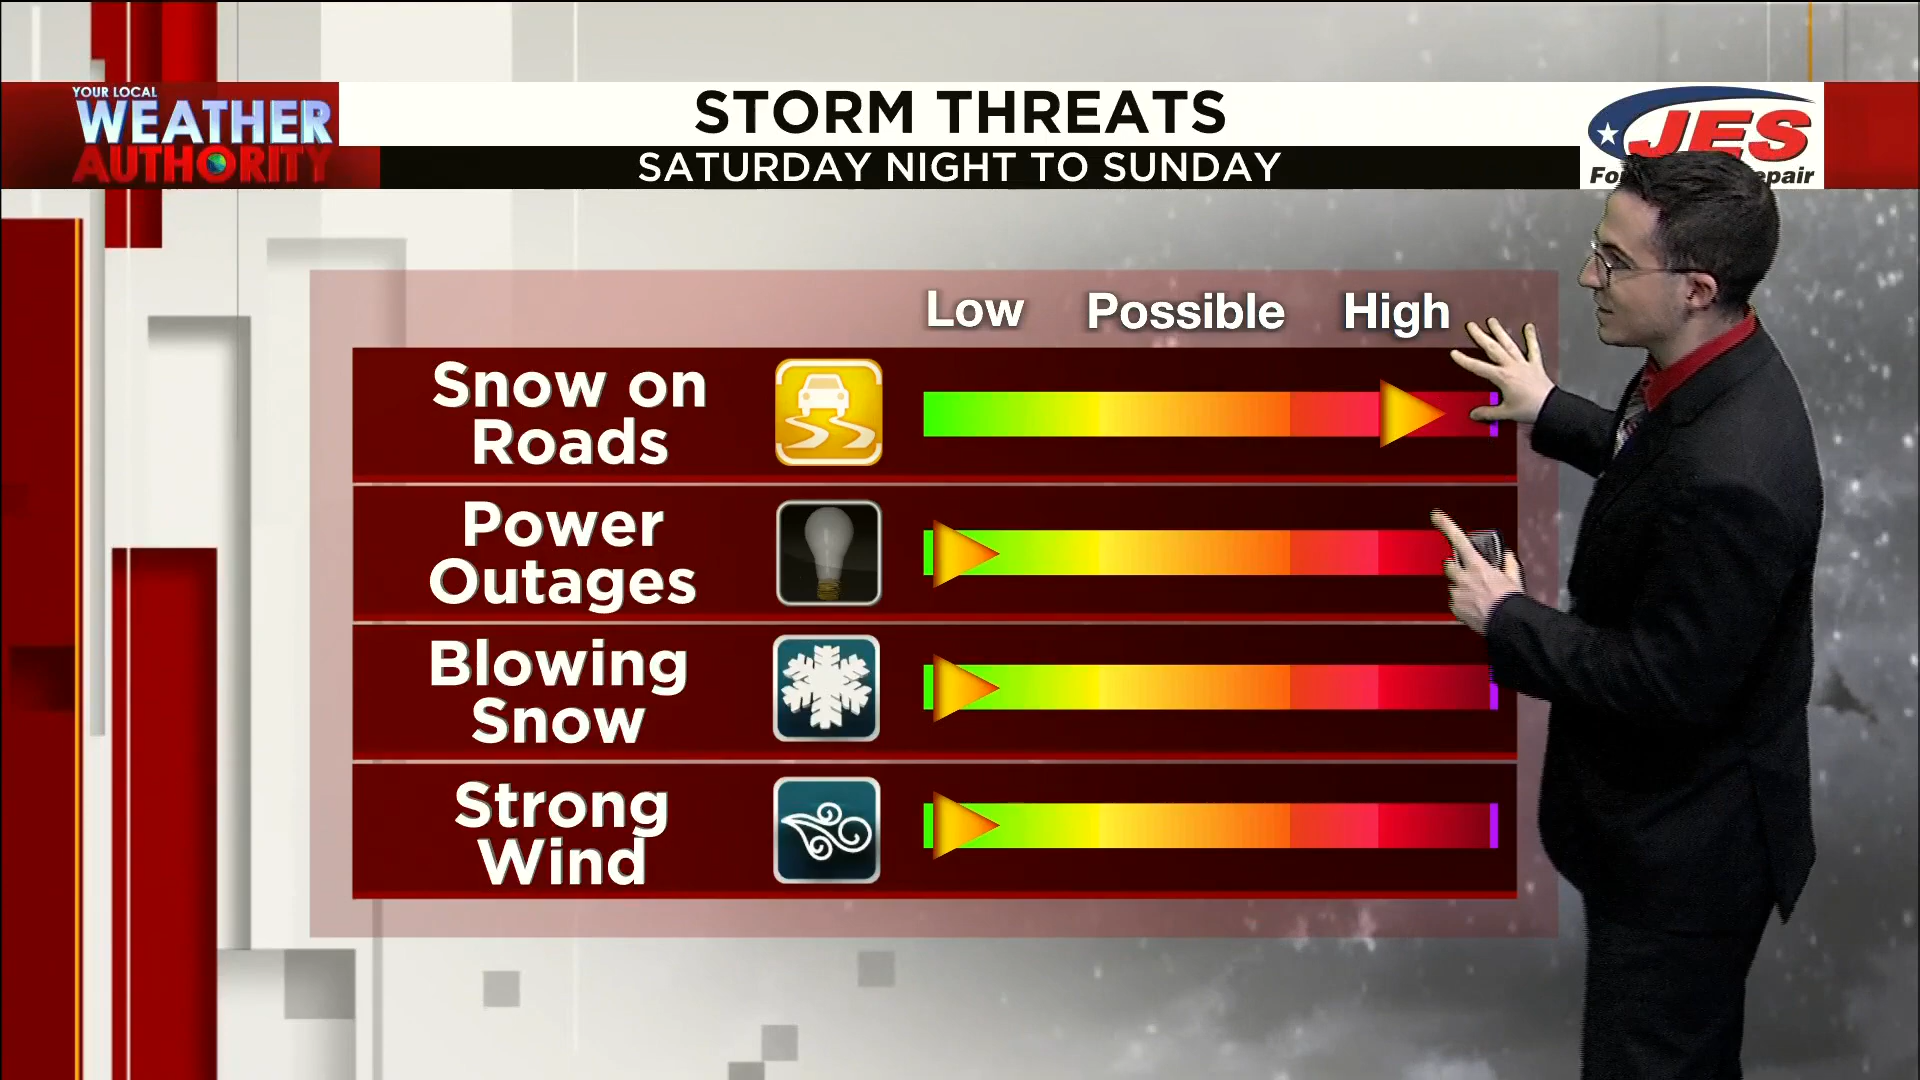 YOUR LOCAL
WEATHER
AUTHORITY
STORM THREATS
SATURDAY NIGHT TO SUNDAY
JES
Low Possible High
Snow on
Roads
Power
Outages
Blowing
Snow
Strong
Wind